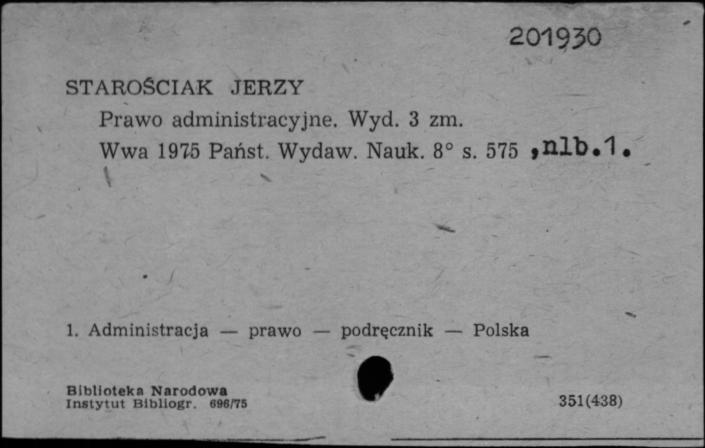 201930
STAROŚCIAK JERZY
Prawo administracyjne. Wyd. 3 zm.
Wwa 1975 Państ. Wydaw. Nauk. 8° s. 575 ,nlb.1.
1. Administracja — prawo — podręcznik — Polska
Biblioteka Narodowa
Instytut Bibliogr. 696/75
351(438)